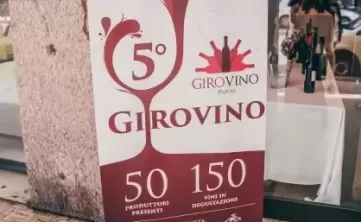 5°
GIROVINO
GIROVINO
50 150
PRODUTTORI VINI IN
PRESENTI DEGUSTAZIONE